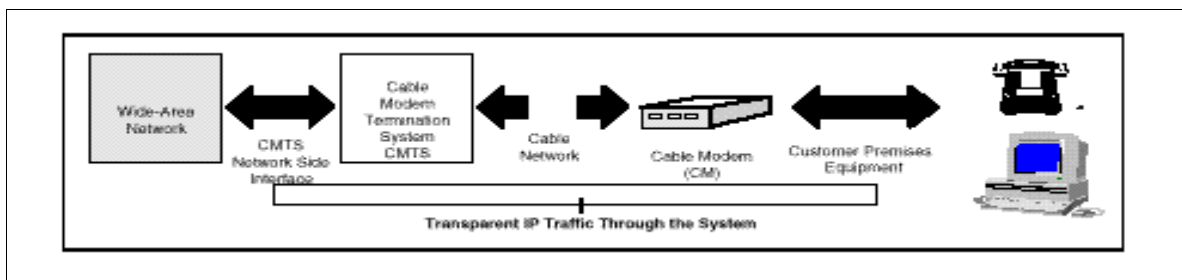 Wide-Area
Network
CMTS
Network Side
Interface
Cable
Modem
Termination
System
CMTS
Cable
Network
Cable Modem
(CM)
Customer Premises
Equipment
Transparent IP Traffic Through the System